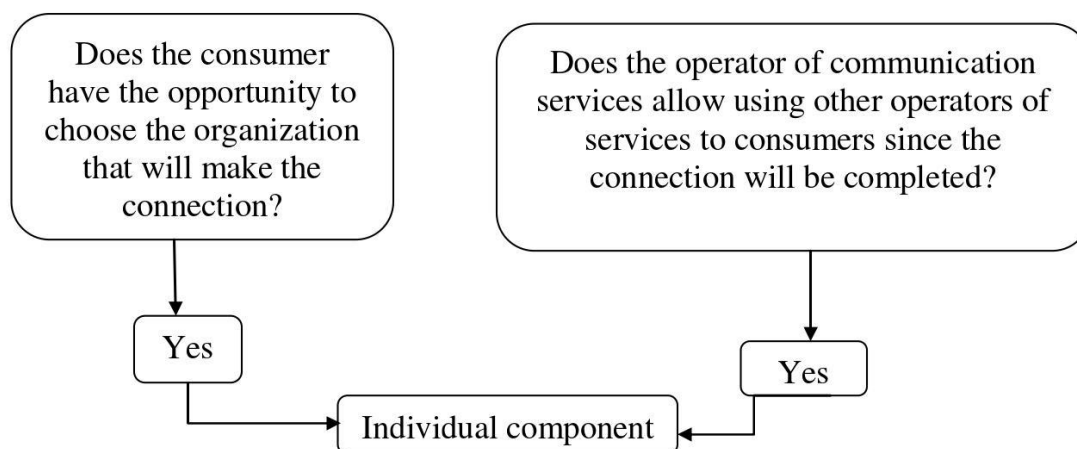 Does the consumer
have the opportunity to
choose the organization
that will make the
connection?
Does the operator of communication
services allow using other operators of
services to consumers since the
connection will be completed?
Yes
Yes
Individual component